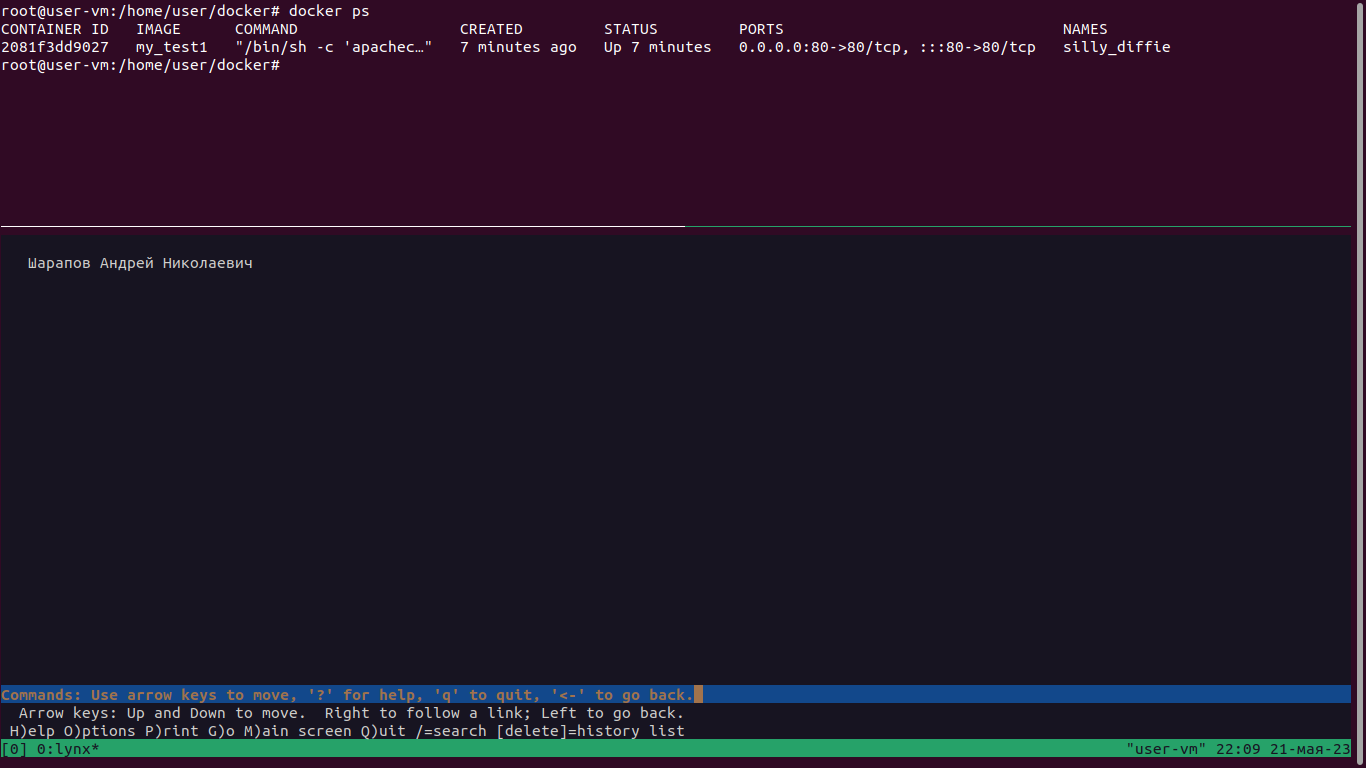 root@user-vm:/home/user/docker# docker ps
CONTAINER ID   IMAGE      COMMAND                  CREATED         STATUS         PORTS                               NAMES
2081f3dd9027   my_test1   "/bin/sh -c 'apachec…"   7 minutes ago   Up 7 minutes   0.0.0.0:80->80/tcp, :::80->80/tcp   silly_diffie
root@user-vm:/home/user/docker#
Шарапов Андрей Николаевич
Commands: Use arrow keys to move, '?' for help, 'q' to quit, '<-' to go back.
  Arrow keys: Up and Down to move.  Right to follow a link; Left to go back.
 H)elp O)ptions P)rint G)o M)ain screen Q)uit /=search [delete]=history list
[0] 0:lynx* "user-vm" 22:09 21-мая-23